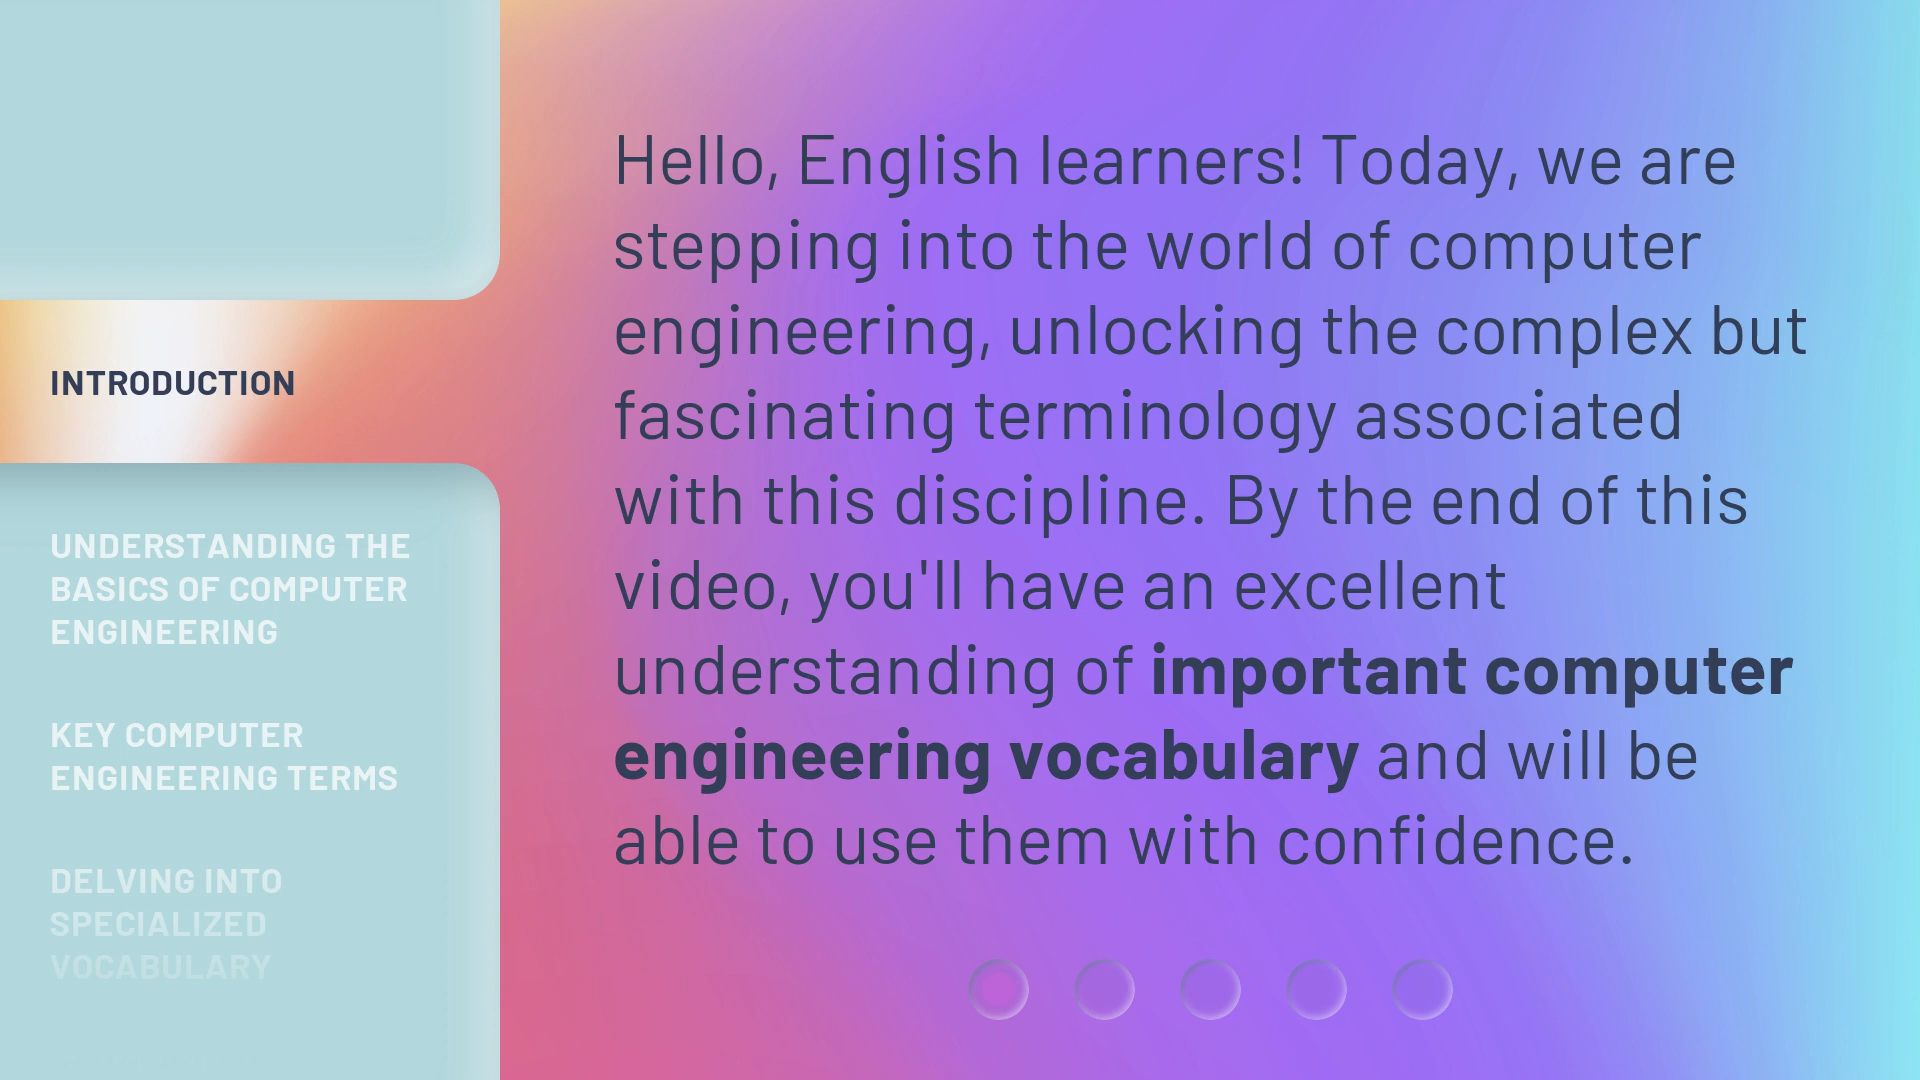 INTRODUCTION
UNDERSTANDING THE
BASICS OF COMPUTER
ENGINEERING
KEY COMPUTER
ENGINEERING TERMS
DELVING INTO
SPECIALIZED
VOCABULARY
Hello, English learners! Today, we are
stepping into the world of computer
engineering, unlocking the complex but
fascinating terminology associated
with this discipline. By the end of this
video, you'll have an excellent
understanding of important computer
engineering vocabulary and will be
able to use them with confidence.